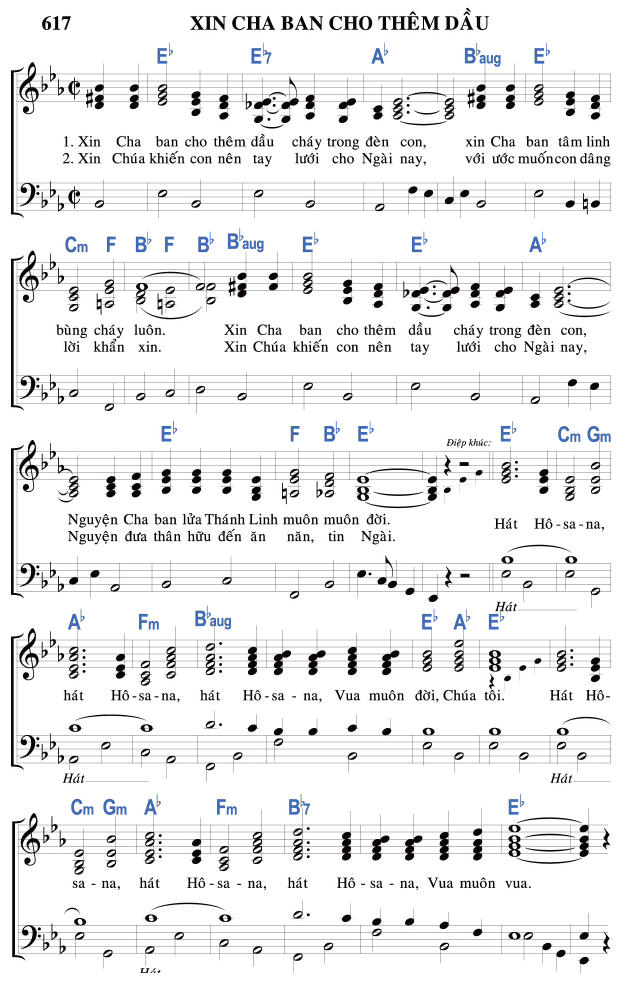 617 XIN CHA BAN CHO THÊM DẦU
E♭ E♭7 A♭ B♭aug E♭
1. Xin Cha ban cho thêm dầu cháy trong đèn con, xin Cha ban tâm linh
2. Xin Chúa khiến con nên tay lưới cho Ngài nay, với ước muốn con dâng
Cm F B♭ F B♭ B♭aug E♭ E♭ A♭
bùng cháy luôn. Xin Cha ban cho thêm dầu cháy trong đèn con,
lời khẩn xin. Xin Chúa khiến con nên tay lưới cho Ngài nay,
E♭ F B♭ E♭ Điệp khúc: E♭ Cm Gm
Nguyện Cha ban lửa Thánh Linh muôn muôn đời. Hát Hô-sa-na,
Nguyện đưa thân hữu đến ăn năn, tin Ngài.
Hát
A♭ Fm B♭aug E♭ A♭ E♭
hát Hô-sa-na, hát Hô-sa-na, Vua muôn đời, Chúa tôi. Hát Hô-
Hát Hát
Cm Gm A♭ Fm B♭7 E♭
sa-na, hát Hô-sa-na, hát Hô-sa-na, Vua muôn vua.
Hát